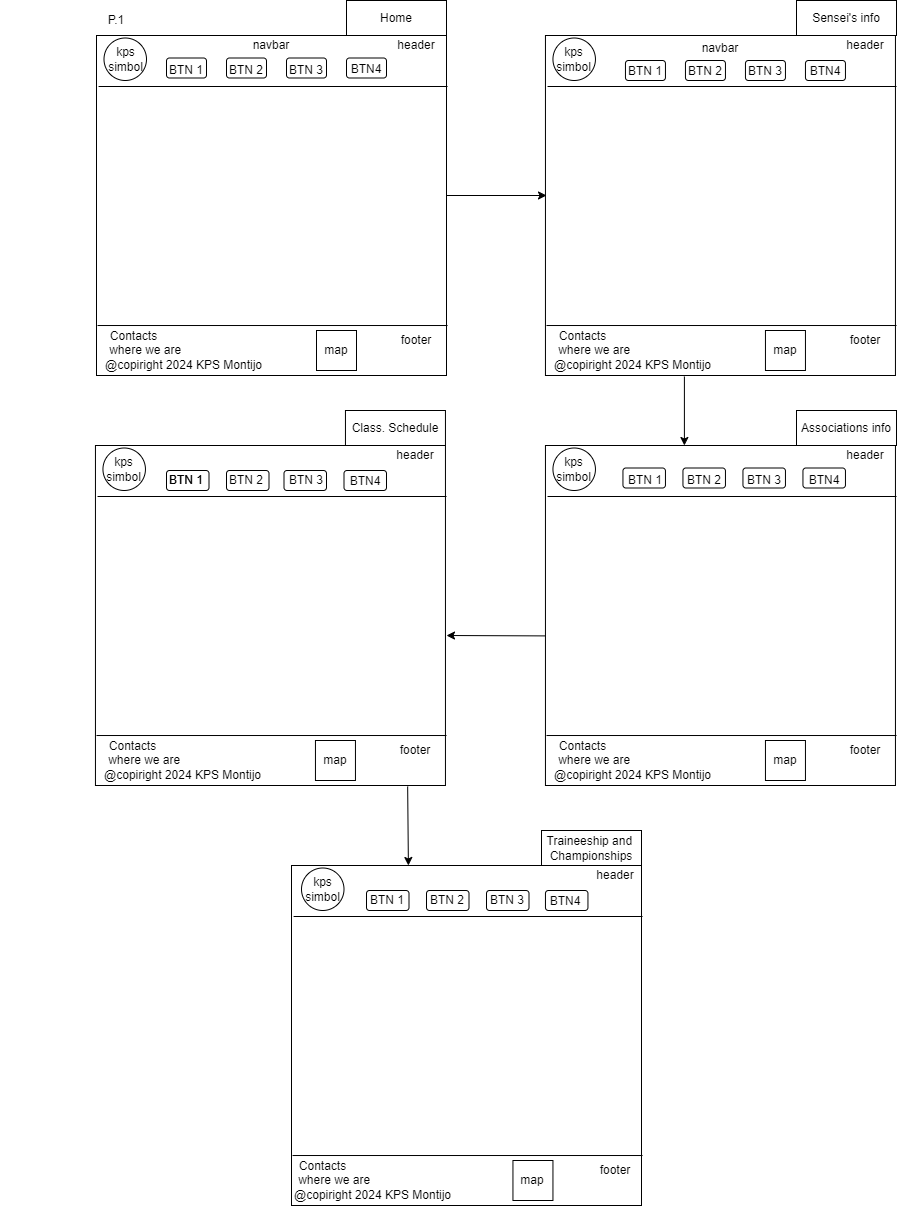 P.1
Home
kps
simbol
navbar
header
BTN 1
BTN 2
BTN 3
BTN4
Contacts
where we are
@copiright 2024 KPS Montijo
map
footer
Sensei's info
kps
simbol
navbar
header
BTN 1
BTN 2
BTN 3
BTN4
Contacts
where we are
@copiright 2024 KPS Montijo
map
footer
Class. Schedule
kps
simbol
header
BTN 1
BTN 2
BTN 3
BTN4
Contacts
where we are
@copiright 2024 KPS Montijo
map
footer
Associations info
kps
simbol
header
BTN 1
BTN 2
BTN 3
BTN4
Contacts
where we are
@copiright 2024 KPS Montijo
map
footer
Traineeship and
Championships
kps
simbol
header
BTN 1
BTN 2
BTN 3
BTN4
Contacts
where we are
@copiright 2024 KPS Montijo
map
footer